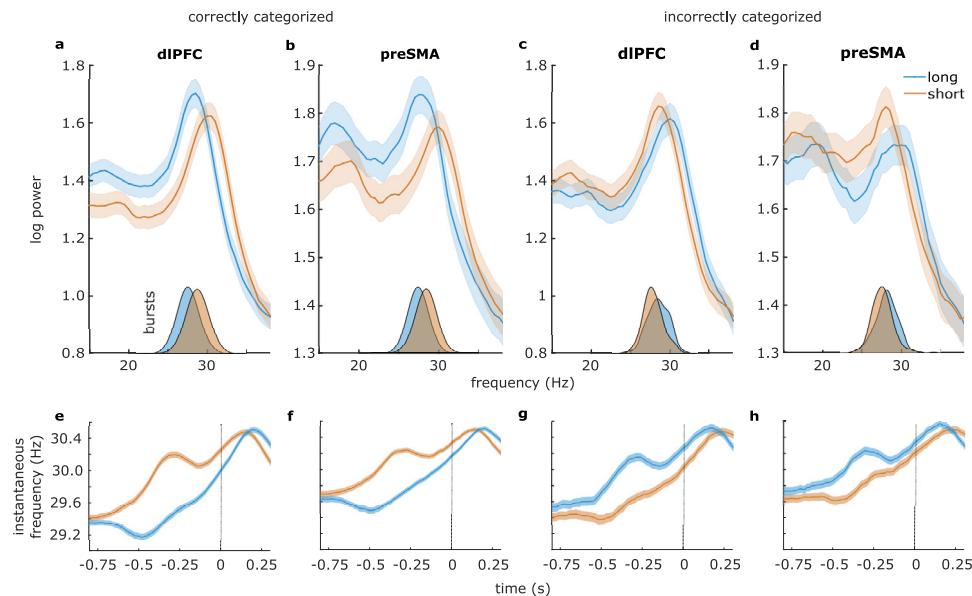 correctly categorized
incorrectly categorized
a b c d
dlPFC preSMA dlPFC preSMA
long
short
log power
1.8
1.6
1.4
1.2
1.0
0.8
1.9
1.8
1.7
1.6
1.5
1.4
1.3
1.8
1.6
1.4
1.2
1.0
0.8
1.9
1.8
1.7
1.6
1.5
1.4
1.3
bursts
20 30 20 30 20 30 20 30
frequency (Hz)
e f g h
instantaneous
frequency (Hz)
30.4
30.0
29.6
29.2
-0.75 -0.5 -0.25 0 0.25 -0.75 -0.5 -0.25 0 0.25 -0.75 -0.5 -0.25 0 0.25 -0.75 -0.5 -0.25 0 0.25
time (s)